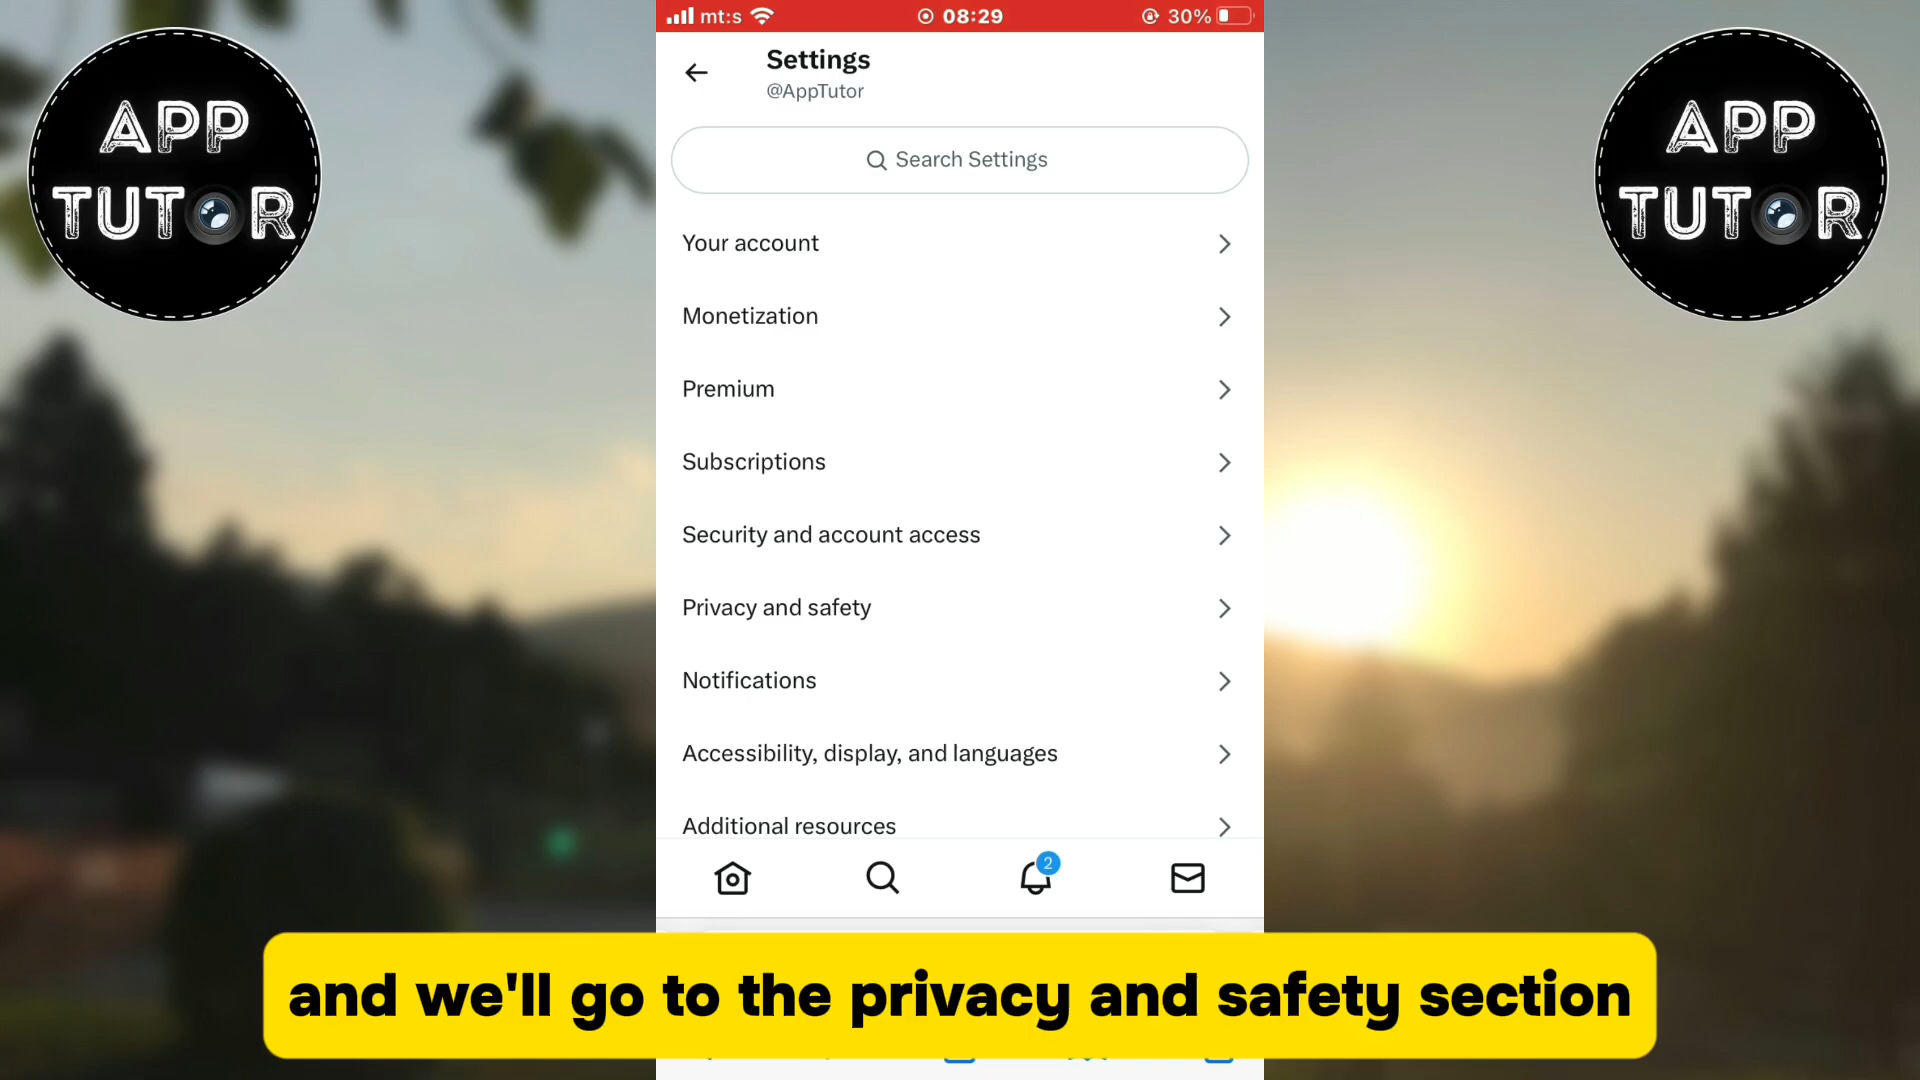 APP
TUTOR
mt:s
08:29
30%
Settings
@AppTutor
Search Settings
Your account
Monetization
Premium
Subscriptions
Security and account access
Privacy and safety
Notifications
Accessibility, display, and languages
Additional resources
2
APP
TUTOR
and we'll go to the privacy and safety section